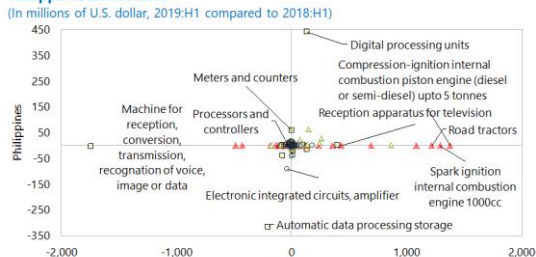 (In millions of U.S. dollar, 2019:H1 compared to 2018:H1)
450
350
250
150
50
-50
-150
-250
-350
Philippines
Digital processing units
Meters and counters
Compression-ignition internal
combustion piston engine (diesel
or semi-diesel) upto 5 tonnes
Machine for
reception,
conversion,
transmission,
recognation of voice,
image or data
Processors and
controllers
Reception apparatus for television
Road tractors
Spark ignition
internal combustion
engine 1000cc
Electronic integrated circuits, amplifier
Automatic data processing storage
-2,000
-1,000
0
1,000
2,000